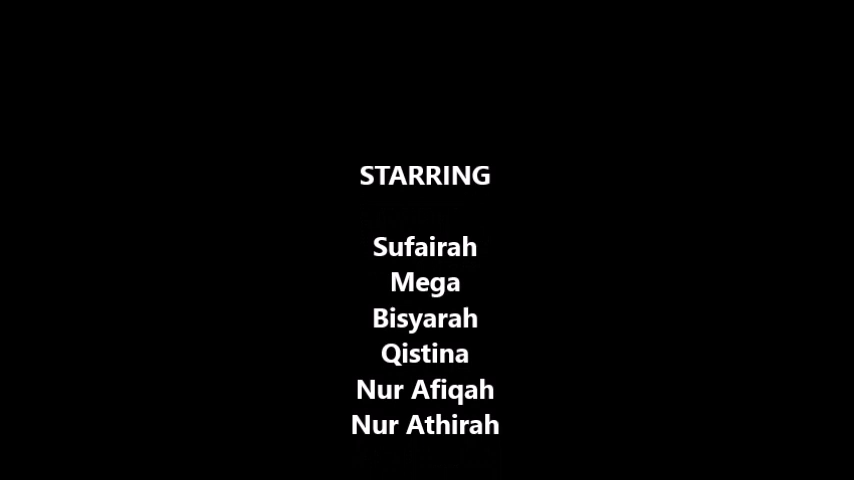 STARRING
Sufairah
Mega
Bisyarah
Qistina
Nur Afiqah
Nur Athirah